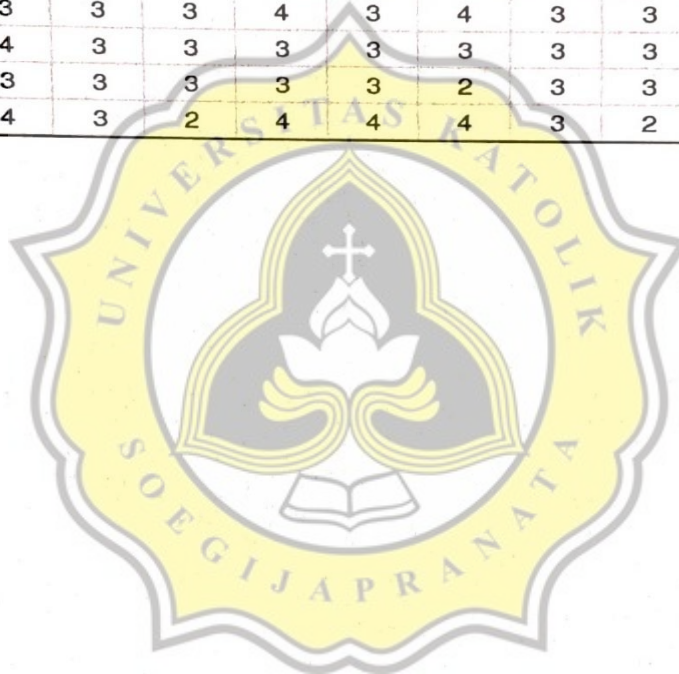 3 3 3 4 3 4 3 3
4 3 3 3 3 3 3 3
3 3 3 3 3 2 3 3
4 3 2 4 4 4 3 2
UNIVERSITAS KATOLIK
SOEGIJAPRANATA